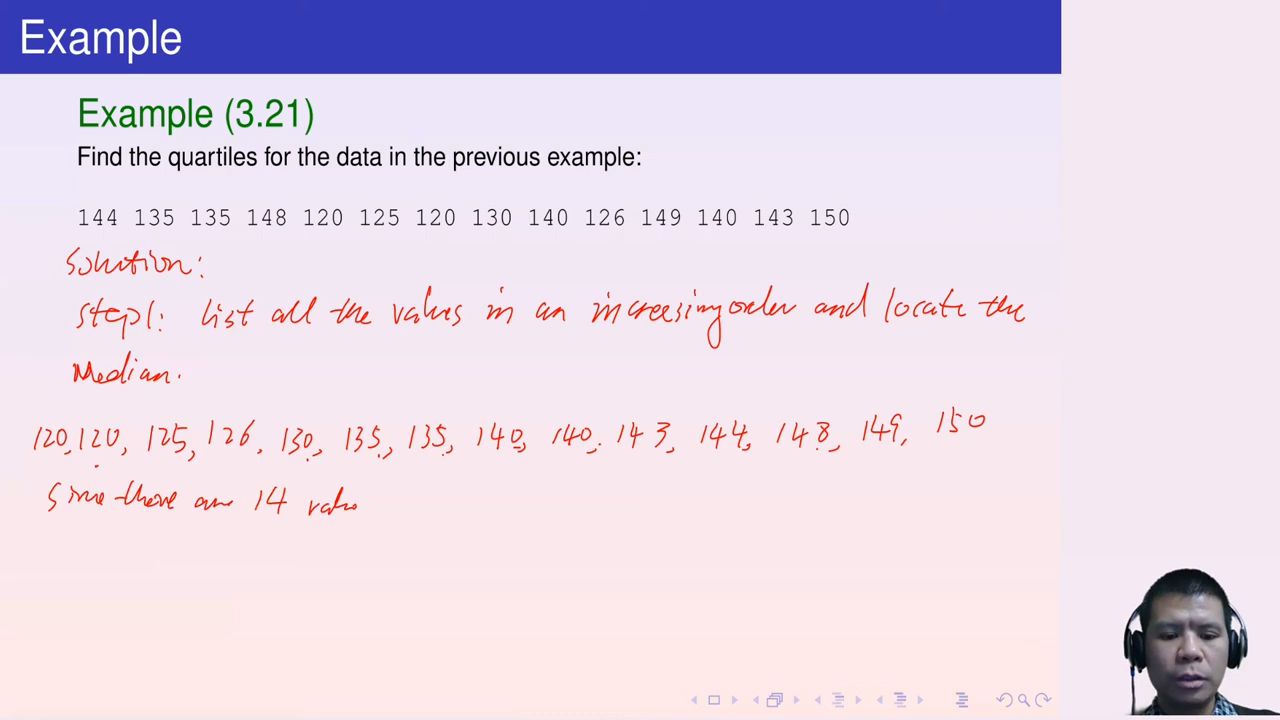 Example
Example (3.21)
Find the quartiles for the data in the previous example:
144 135 135 148 120 125 120 130 140 126 149 140 143 150
Solution:
Step1: List all the values in an increasing order and locate the
Median.
120, 120, 125, 126, 130, 135, 135, 140, 140, 143, 144, 148, 149, 150
Since there are 14